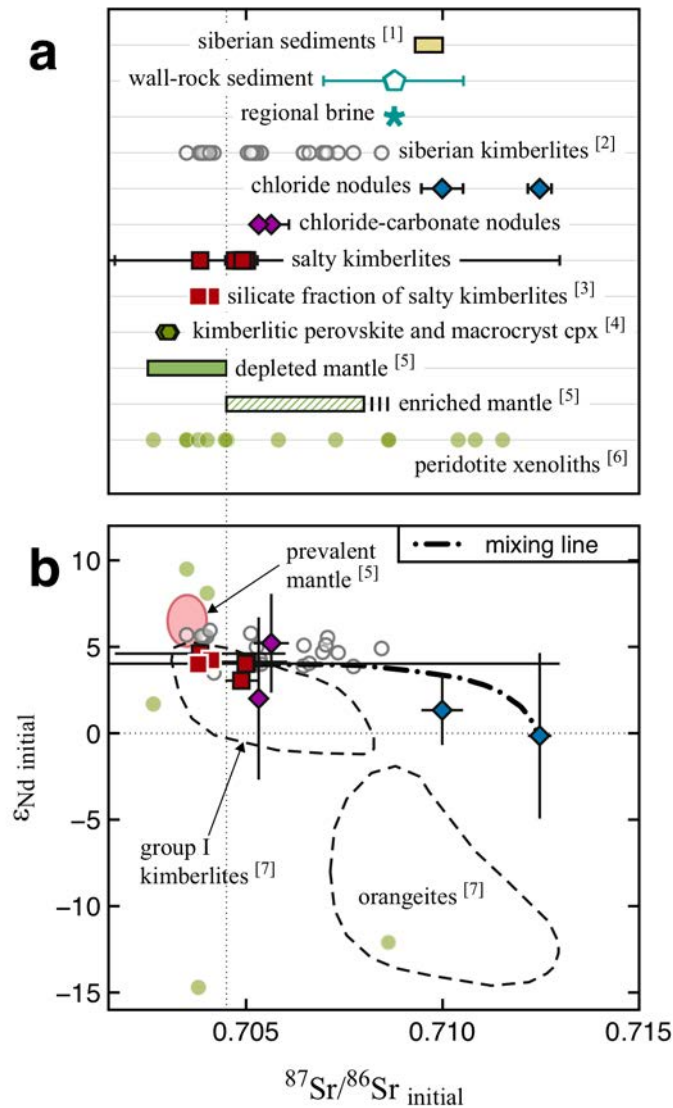 a
siberian sediments [1]
wall-rock sediment
regional brine
siberian kimberlites [2]
chloride nodules
chloride-carbonate nodules
salty kimberlites
silicate fraction of salty kimberlites [3]
kimberlitic perovskite and macrocryst cpx [4]
depleted mantle [5]
enriched mantle [5]
peridotite xenoliths [6]
b
mixing line
prevalent
mantle [5]
10
5
0
−5
−10
−15
εNd initial
group I
kimberlites [7]
orangeites [7]
0.705
0.710
0.715
87Sr/86Sr initial